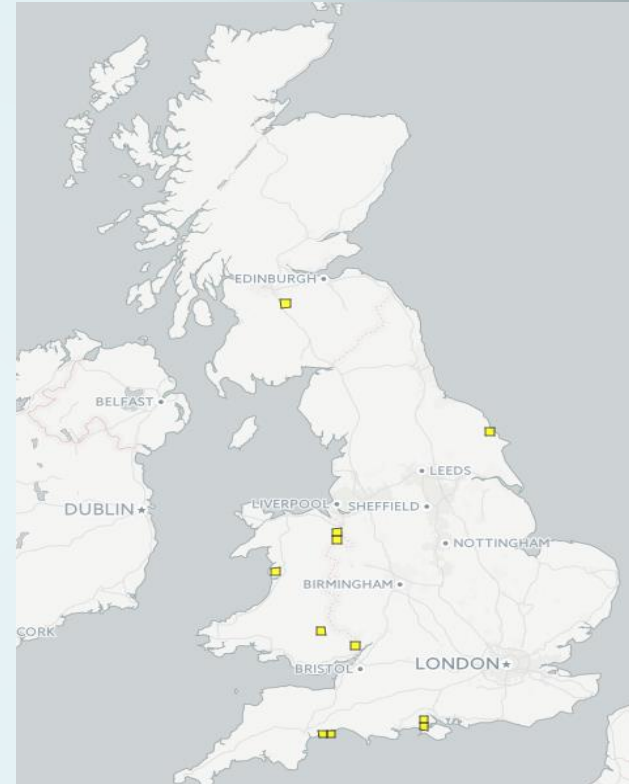 EDINBURGH
BELFAST
LEEDS
DUBLIN
LIVERPOOL
SHEFFIELD
NOTTINGHAM
BIRMINGHAM
CORK
LONDON
BRISTOL